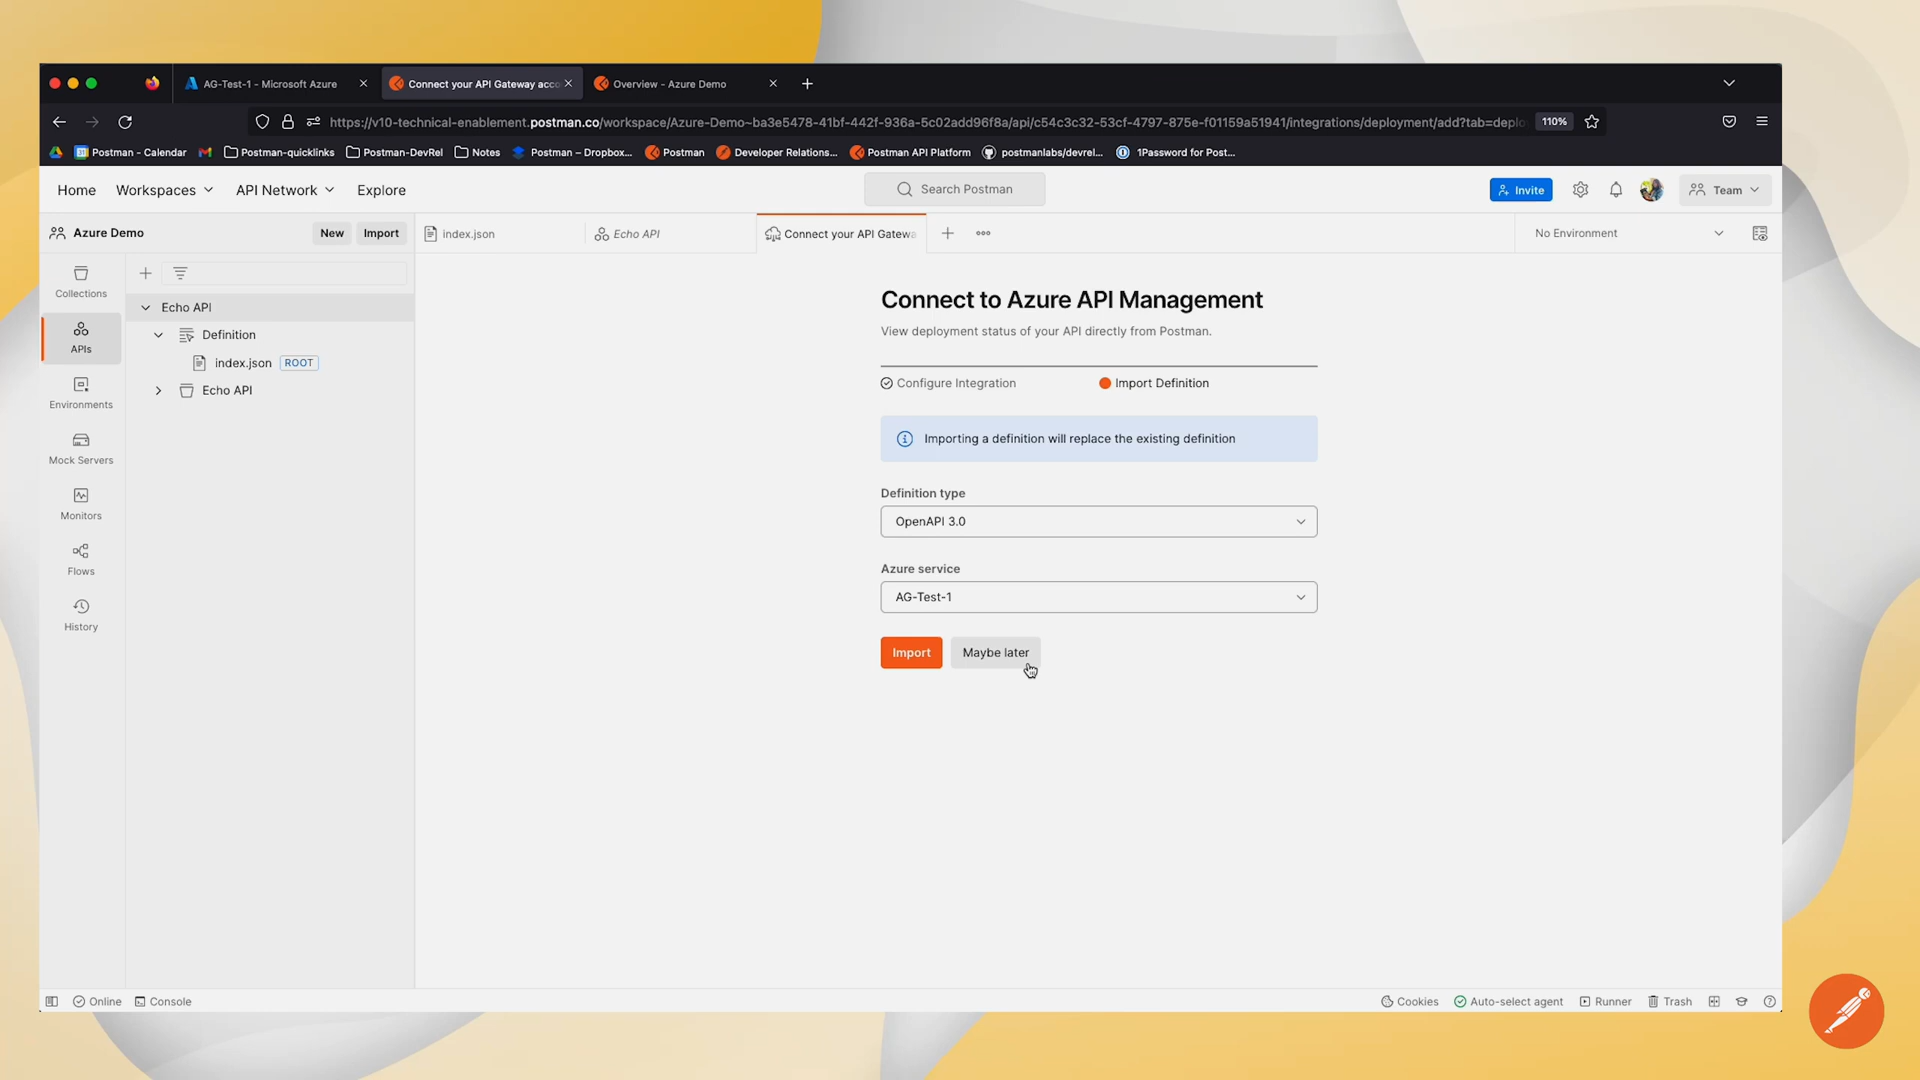 AG-Test-1 - Microsoft Azure
Connect your API Gateway acco
Overview - Azure Demo
https://v10-technical-enablement.postman.co/workspace/Azure-Demo~ba3e5478-41bf-442f-936a-5c02add96f8a/api/c54c3c32-53cf-4797-875e-f01159a51941/integrations/deployment/add?tab=deplo
110%
Postman - Calendar
Postman-quicklinks
Postman-DevRel
Notes
Postman – Dropbox...
Postman
Developer Relations...
Postman API Platform
postmanlabs/devrel...
1Password for Post...
Home
Workspaces
API Network
Explore
Search Postman
Invite
Team
Azure Demo
New
Import
index.json
Echo API
Connect your API Gatewa
No Environment
Collections
APIs
Environments
Mock Servers
Monitors
Flows
History
Echo API
Definition
index.json ROOT
Echo API
Connect to Azure API Management
View deployment status of your API directly from Postman.
Configure Integration
Import Definition
Importing a definition will replace the existing definition
Definition type
OpenAPI 3.0
Azure service
AG-Test-1
Import
Maybe later
Online
Console
Cookies
Auto-select agent
Runner
Trash